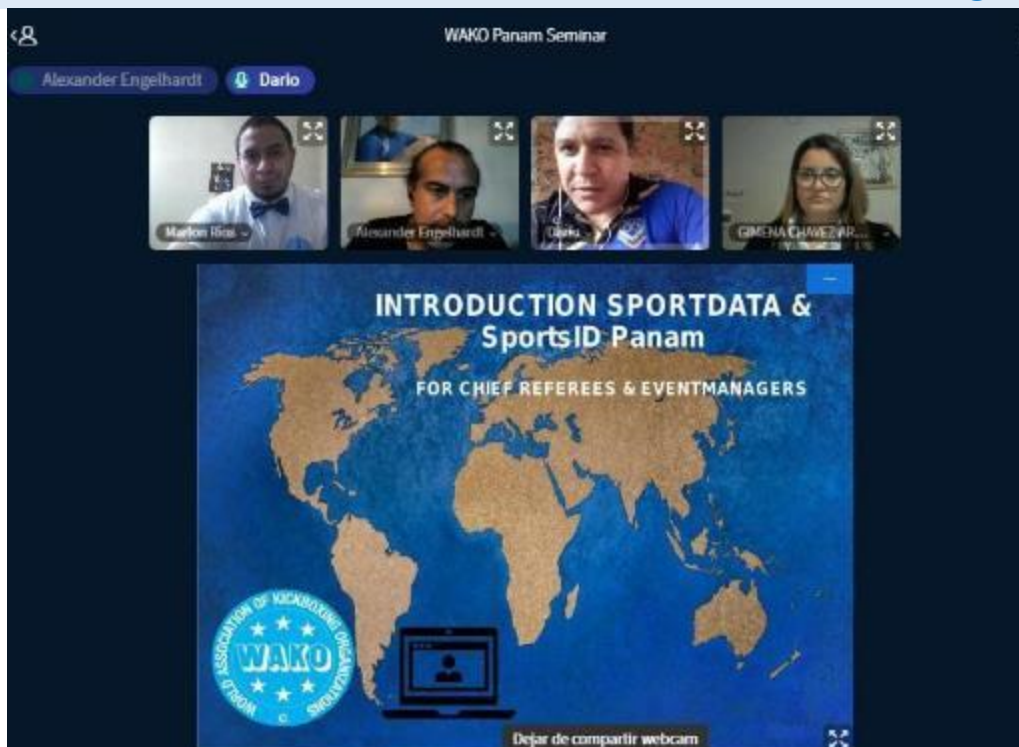 WAKO Panam Seminar
Alexander Engelhardt
Dario
Marlon Rios
Alexander Engelhardt
Dario
GIMENA CHAVEZ AR...
INTRODUCTION SPORTDATA &
SportsID Panam
FOR CHIEF REFEREES & EVENTMANAGERS
WORLD ASSOCIATION OF KICKBOXING ORGANIZATIONS
WAKO
Dejar de compartir webcam